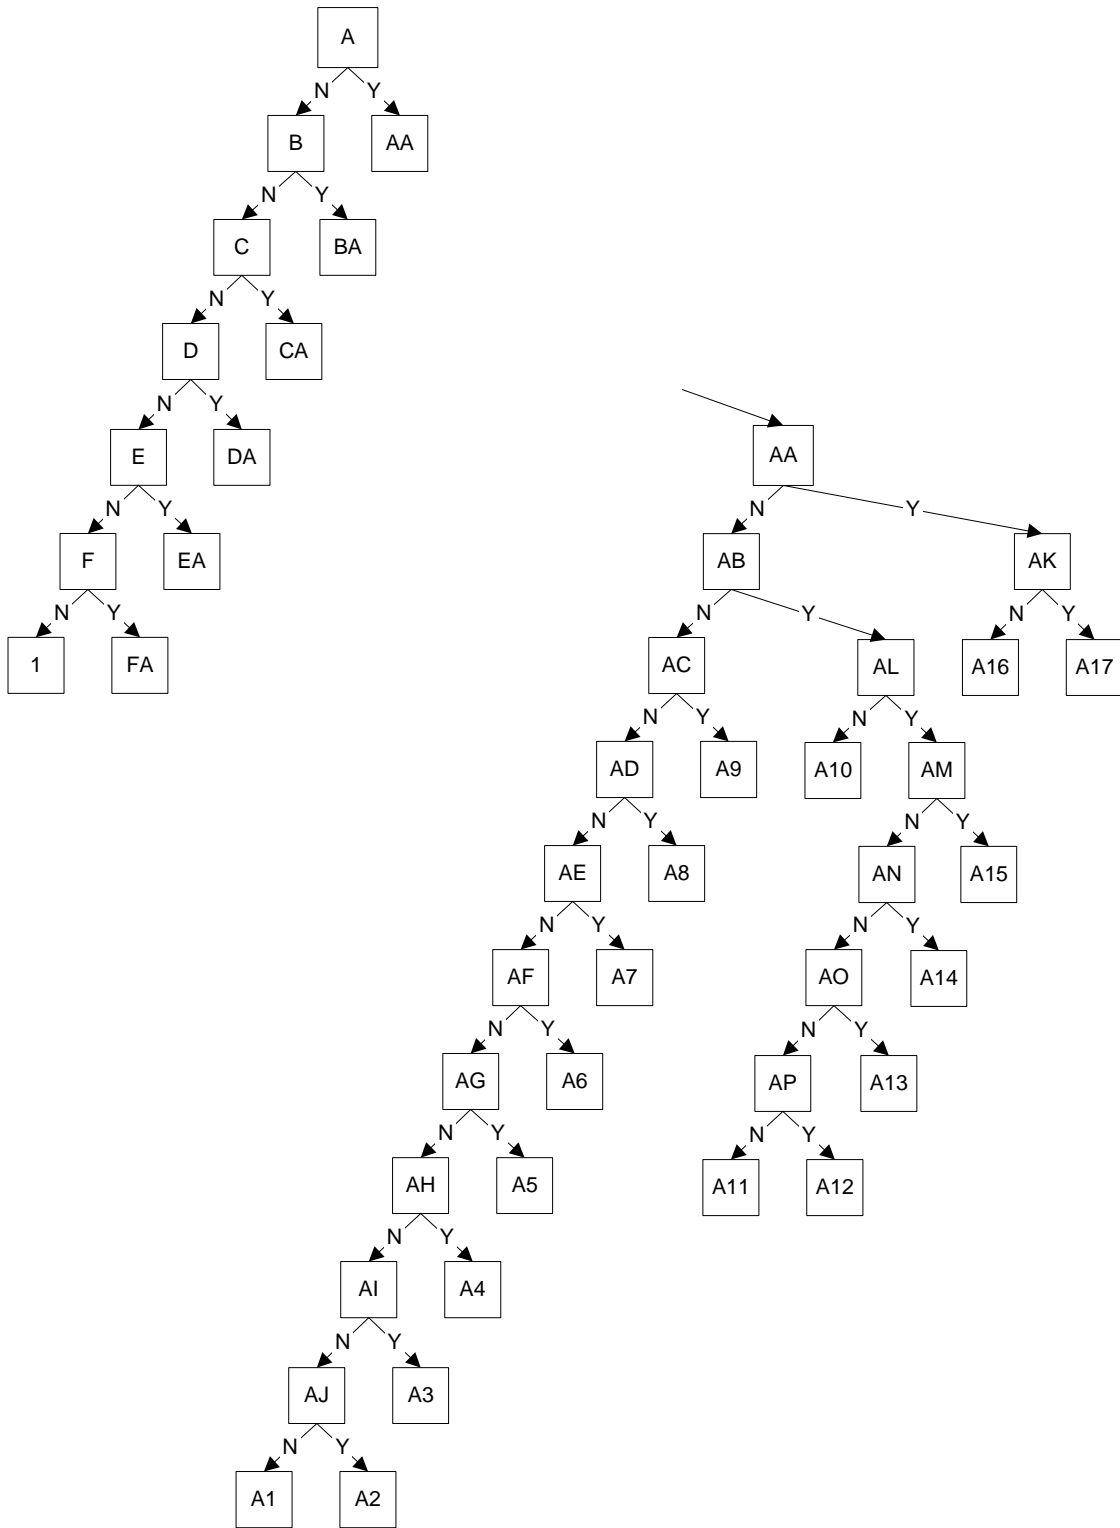 A
N Y
B AA
N Y
C BA
N Y
D CA
N Y
E DA
N Y
F EA
N Y
1 FA
AA
N Y
AB AK
N Y N Y
AC AL A16 A17
N Y N Y
AD A9 A10 AM
N Y N Y
AE A8 AN A15
N Y N Y
AF A7 AO A14
N Y N Y
AG A6 AP A13
N Y N Y
AH A5 A11 A12
N Y
AI A4
N Y
AJ A3
N Y
A1 A2